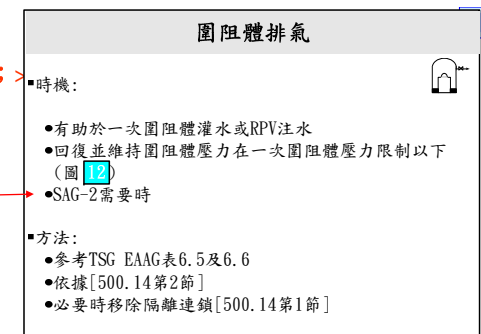 圍阻體排氣
▪時機:
●有助於一次圍阻體灌水或RPV注水
●回復並維持圍阻體壓力在一次圍阻體壓力限制以下
(圖12)
●SAG-2需要時
▪方法:
●參考TSG EAAG表6.5及6.6
●依據[500.14第2節]
●必要時移除隔離連鎖[500.14第1節]